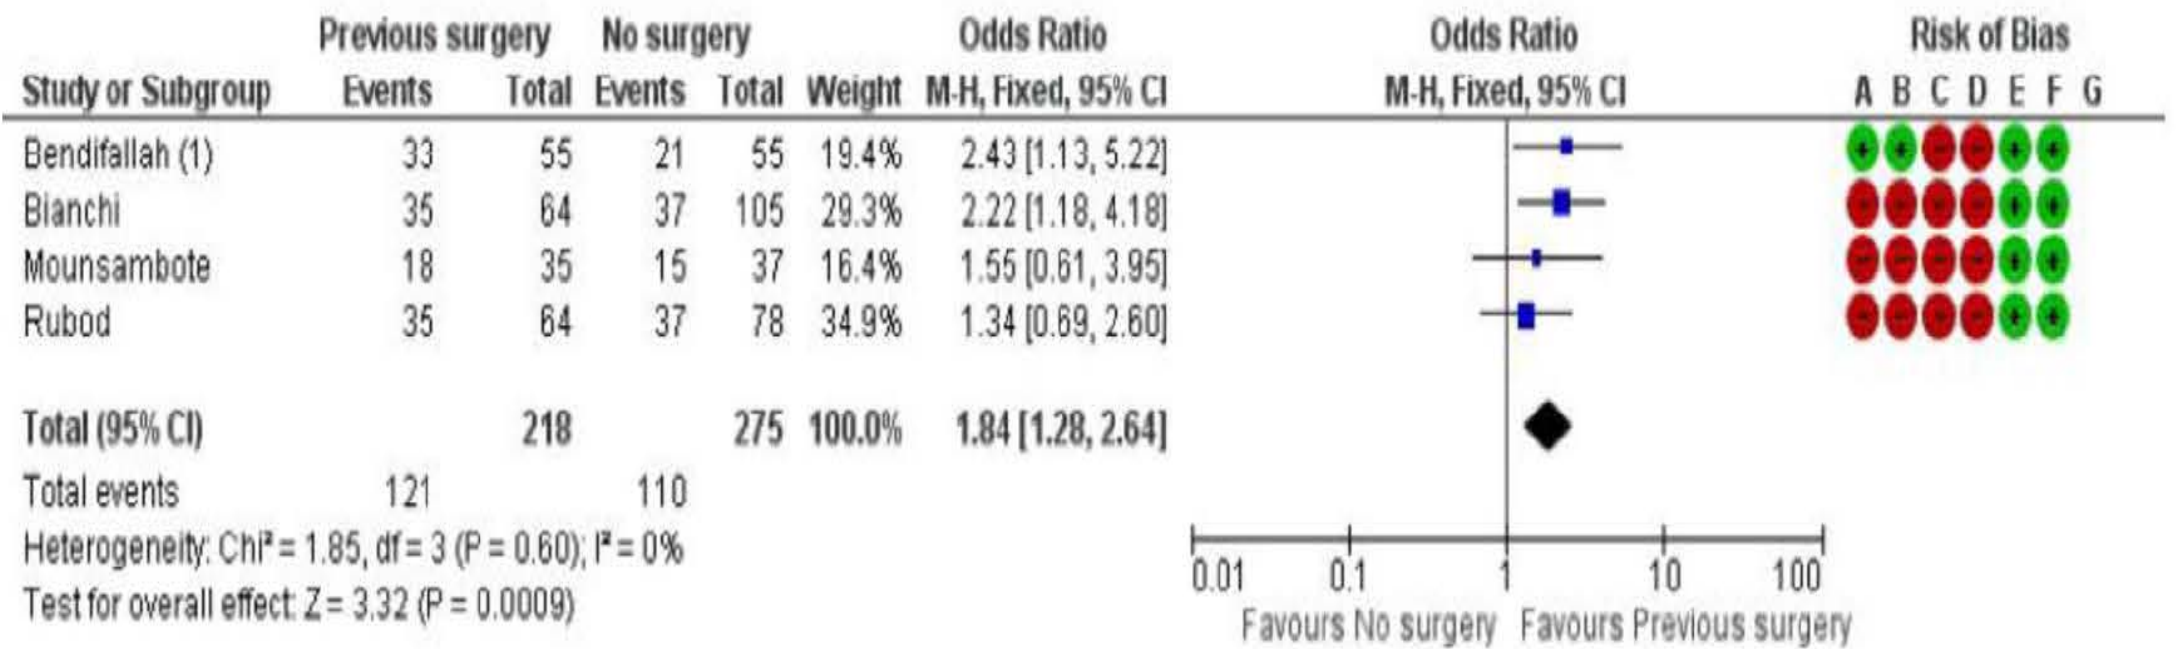 Previous surgery No surgery Odds Ratio Odds Ratio Risk of Bias
Study or Subgroup Events Total Events Total Weight M-H, Fixed, 95% CI M-H, Fixed, 95% CI A B C D E F G
Bendifallah (1) 33 55 21 55 19.4% 2.43 [1.13, 5.22] + + - - + +
Bianchi 35 64 37 105 29.3% 2.22 [1.18, 4.18] - - - - + +
Mounsambote 18 35 15 37 16.4% 1.55 [0.61, 3.95] - - - - + +
Rubod 35 64 37 78 34.9% 1.34 [0.69, 2.60] - - - - + +
Total (95% CI) 218 275 100.0% 1.84 [1.28, 2.64]
Total events 121 110
Heterogeneity: Chi² = 1.85, df = 3 (P = 0.60); I² = 0%
Test for overall effect: Z = 3.32 (P = 0.0009)
0.01 0.1 1 10 100
Favours No surgery Favours Previous surgery